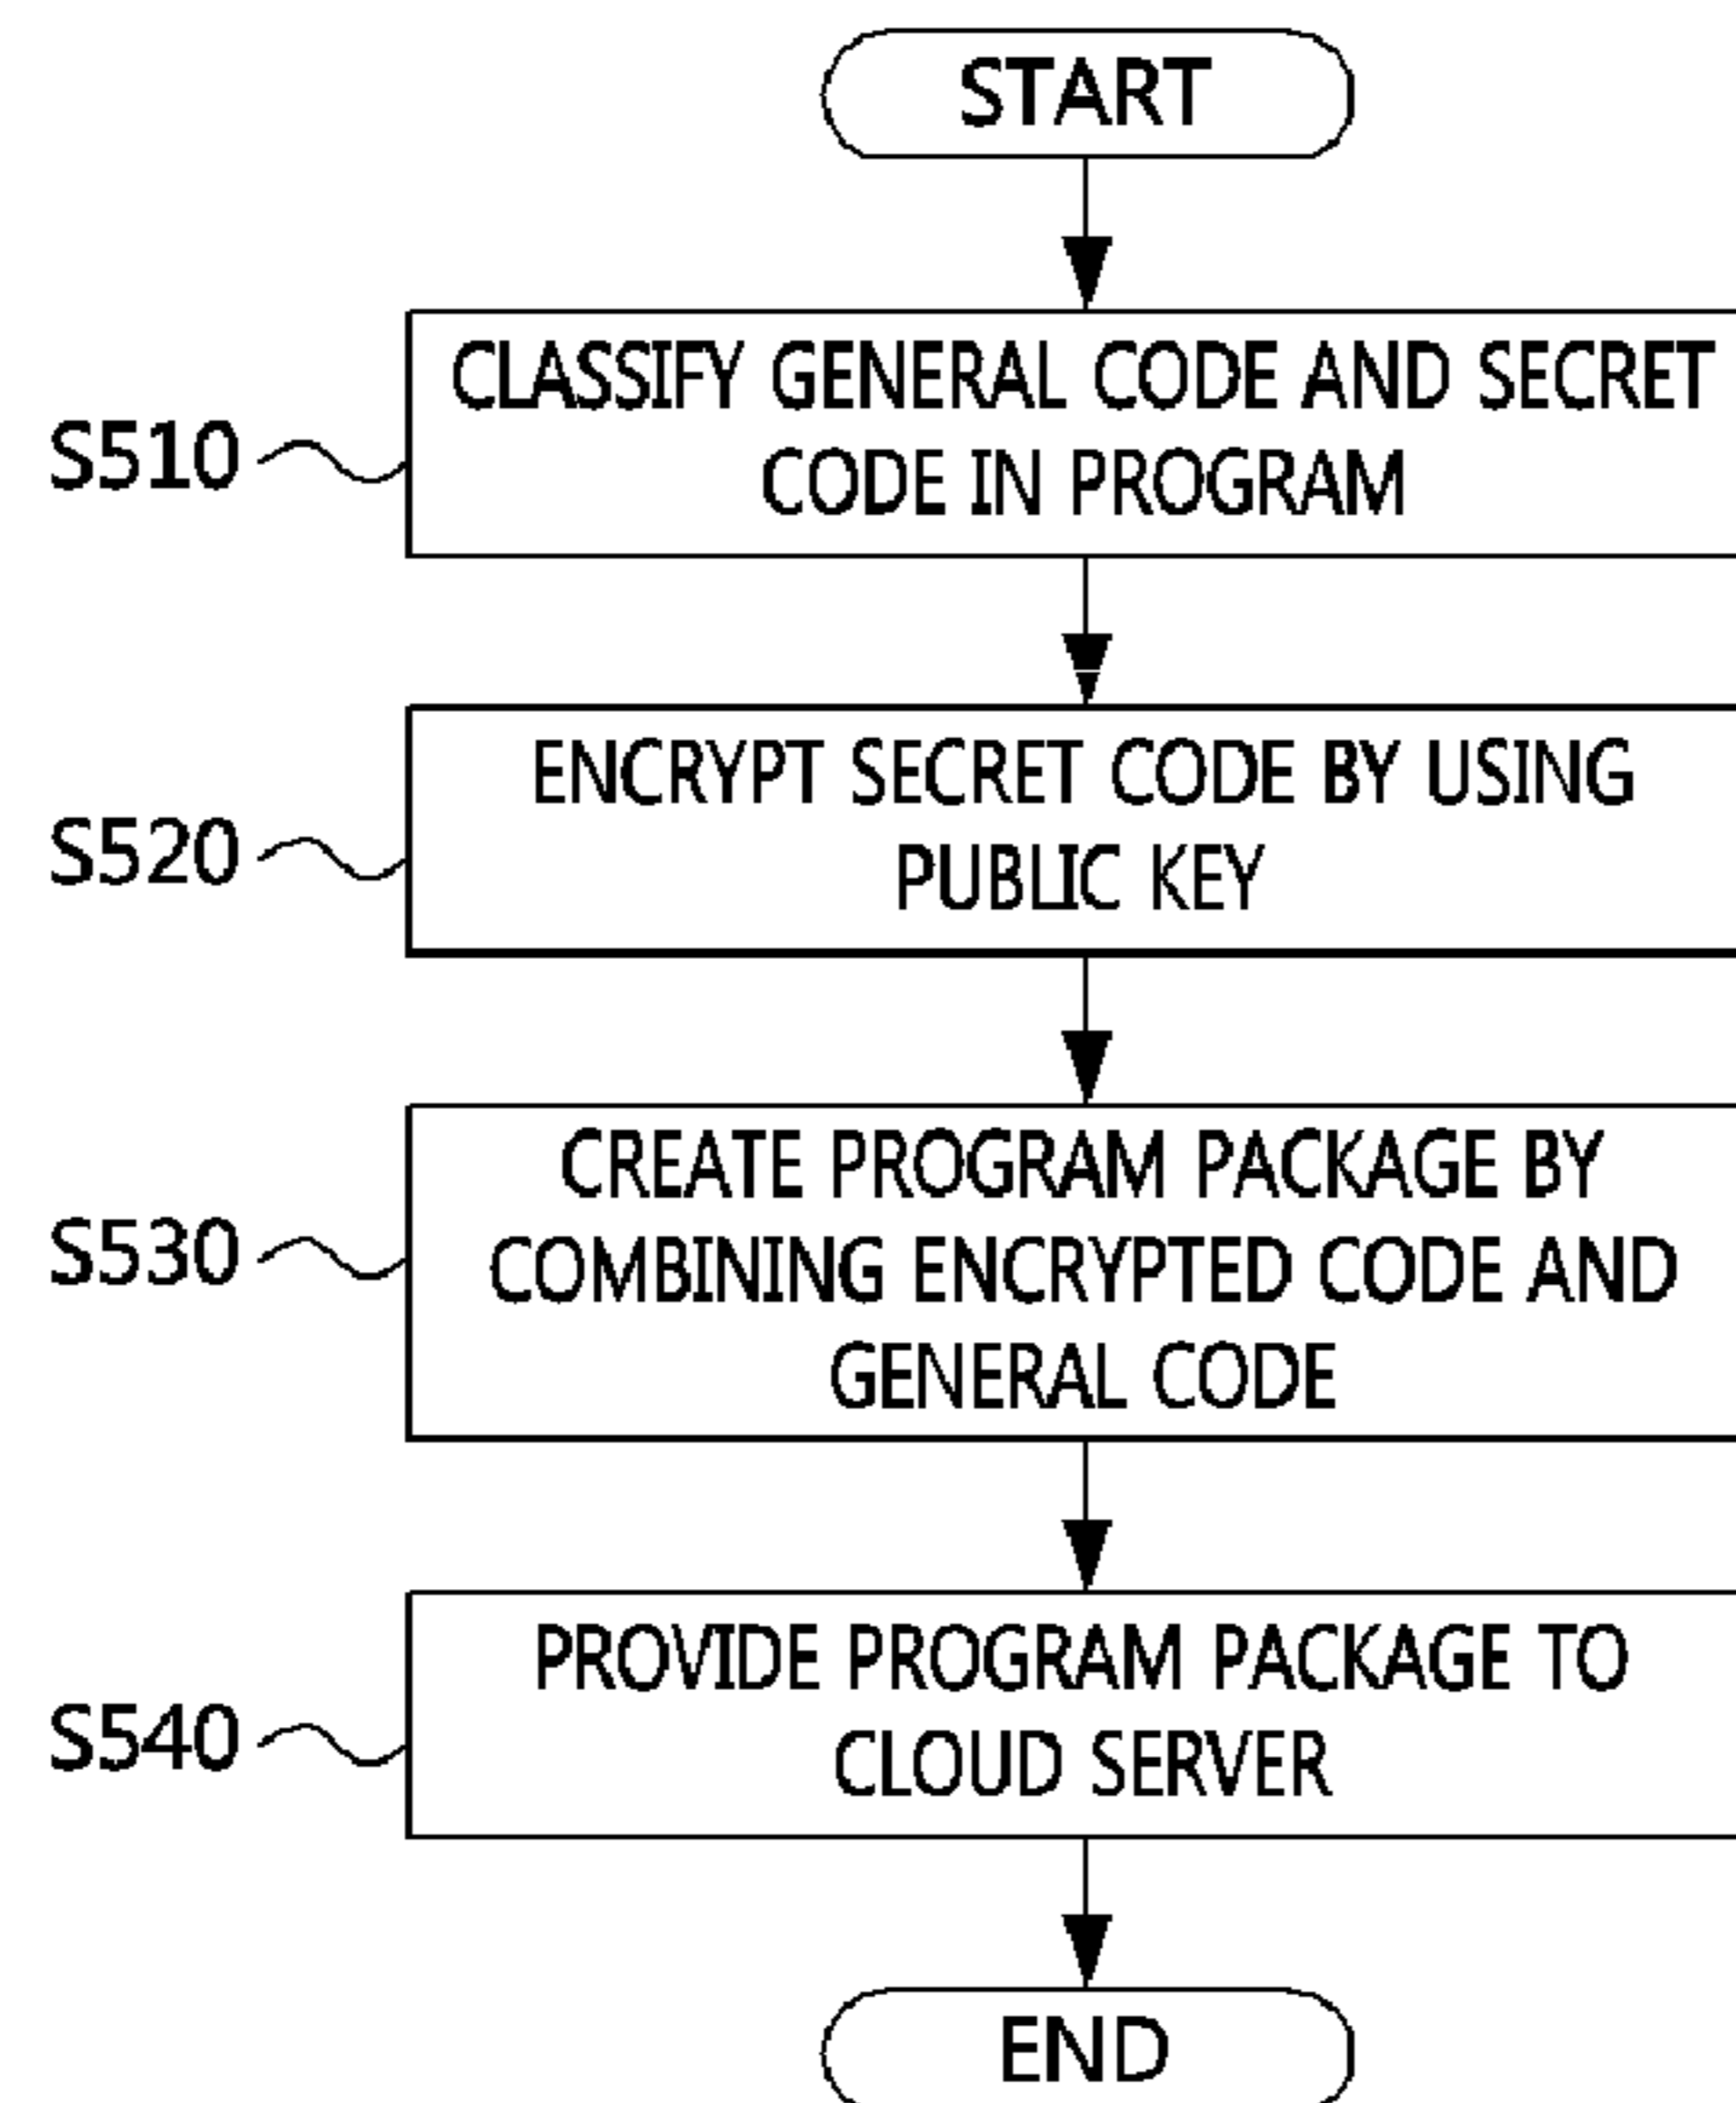 START
S510
CLASSIFY GENERAL CODE AND SECRET
CODE IN PROGRAM
S520
ENCRYPT SECRET CODE BY USING
PUBLIC KEY
S530
CREATE PROGRAM PACKAGE BY
COMBINING ENCRYPTED CODE AND
GENERAL CODE
S540
PROVIDE PROGRAM PACKAGE TO
CLOUD SERVER
END